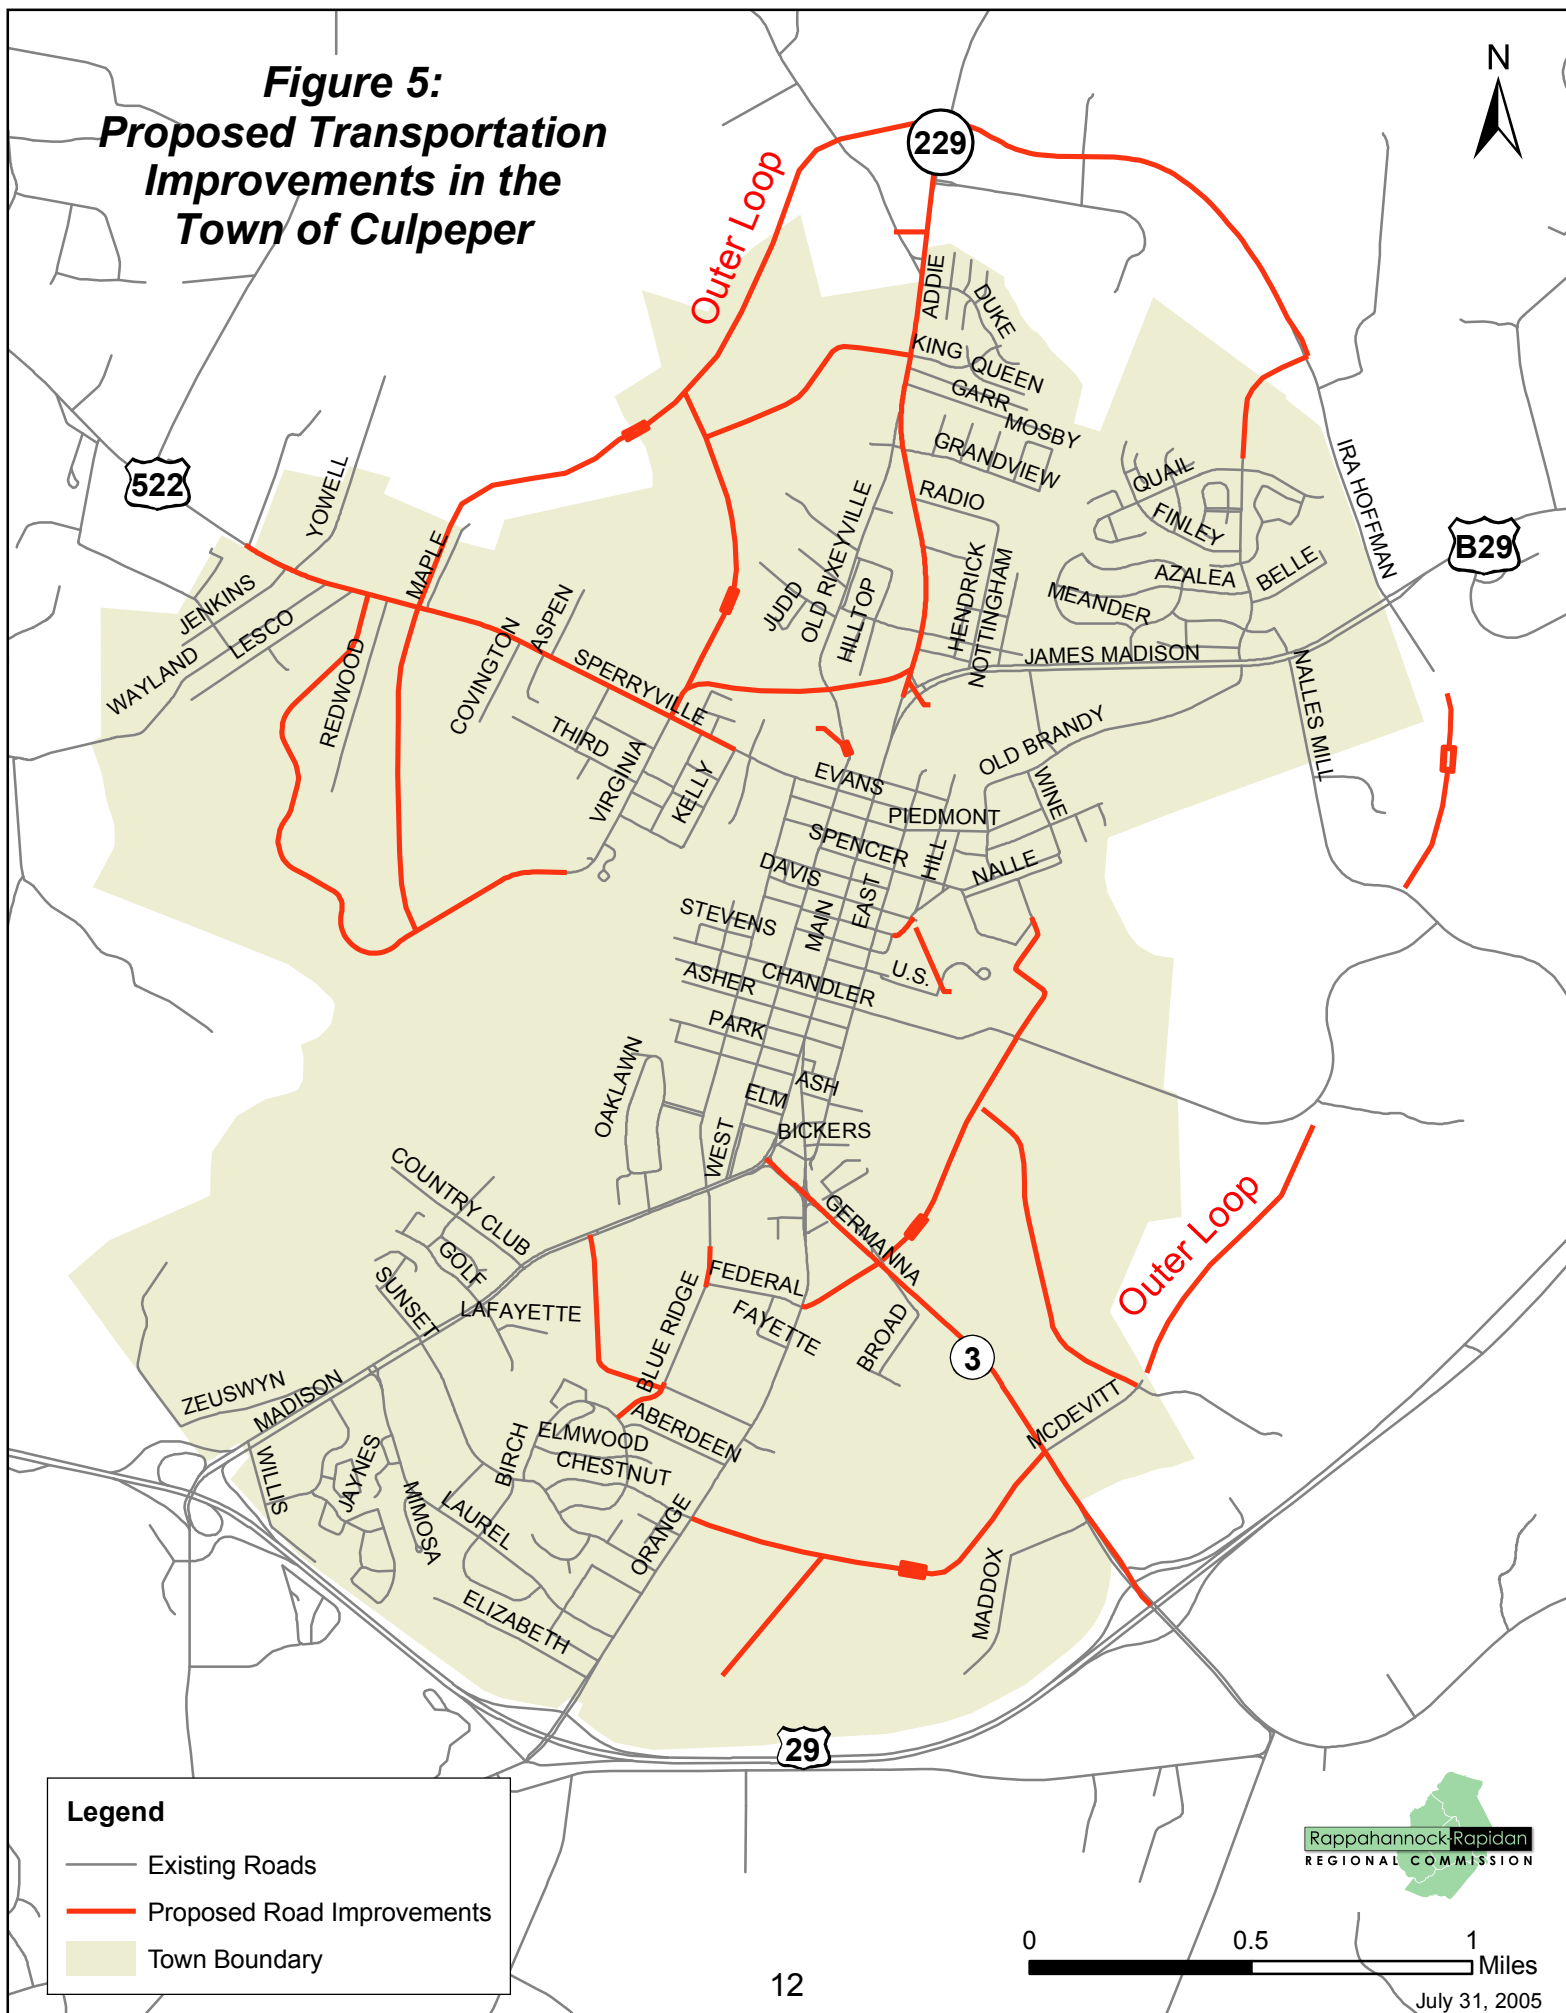 Figure 5:
Proposed Transportation
Improvements in the
Town of Culpeper
N
229
Outer Loop
ADDIE
DUKE
KING
QUEEN
GARR
MOSBY
GRANDVIEW
RADIO
QUAIL
FINLEY
IRA HOFFMAN
522
B29
YOWELL
MAPLE
JENKINS
LESCO
WAYLAND
REDWOOD
COVINGTON
ASPEN
SPERRYVILLE
THIRD
VIRGINIA
KELLY
JUDD
OLD RIXEYVILLE
HILLTOP
HENDRICK
NOTTINGHAM
AZALEA
BELLE
MEANDER
JAMES MADISON
NALLES MILL
OLD BRANDY
WINE
EVANS
PIEDMONT
SPENCER
HILL
NALLE
DAVIS
MAIN
EAST
STEVENS
U.S.
ASHER
CHANDLER
PARK
OAKLAWN
ASH
ELM
BICKERS
WEST
COUNTRY CLUB
GOLF
SUNSET
LAFAYETTE
GERMANNA
FEDERAL
FAYETTE
BLUE RIDGE
BROAD
3
Outer Loop
MCDEVITT
ZEUSWYN
MADISON
WILLIS
JAYNES
MIMOSA
LAUREL
BIRCH
ELMWOOD
CHESTNUT
ABERDEEN
ORANGE
ELIZABETH
MADDOX
29
Legend
Existing Roads
Proposed Road Improvements
Town Boundary
Rappahannock-Rapidan
REGIONAL COMMISSION
0 0.5 1
Miles
12
July 31, 2005